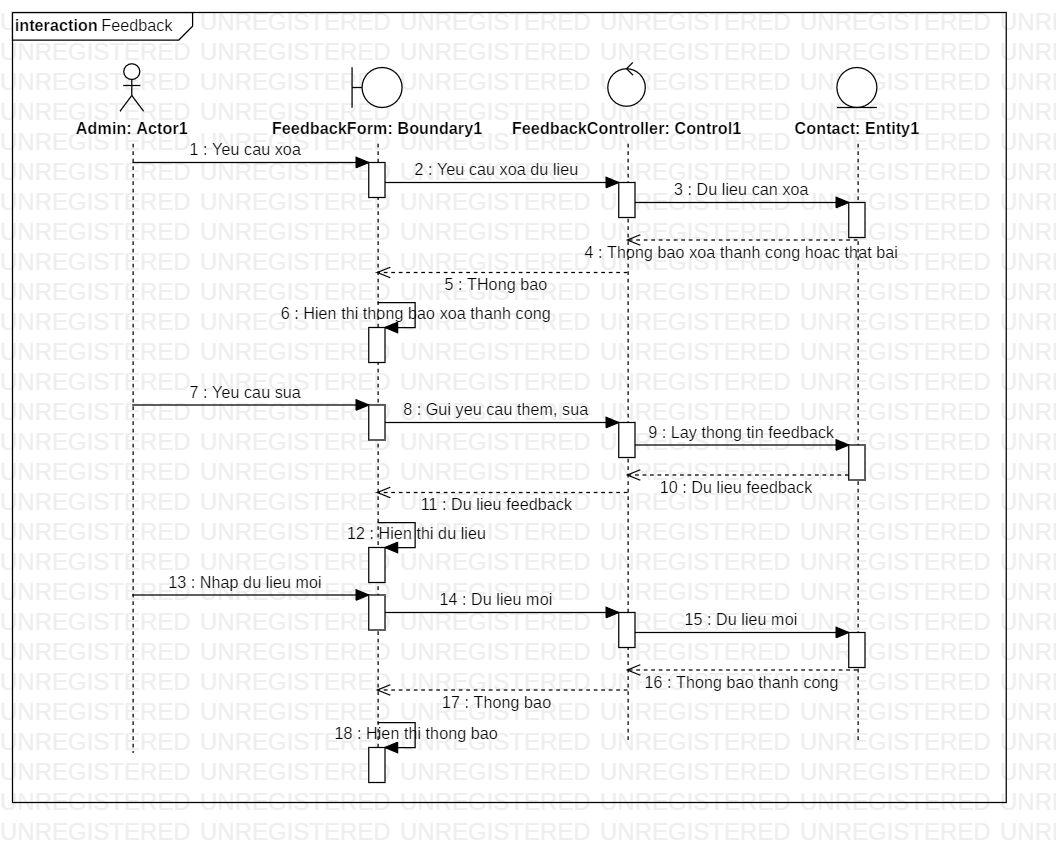 interaction Feedback
Admin: Actor1
FeedbackForm: Boundary1
FeedbackController: Control1
Contact: Entity1
1 : Yeu cau xoa
2 : Yeu cau xoa du lieu
3 : Du lieu can xoa
4 : Thong bao xoa thanh cong hoac that bai
5 : THong bao
6 : Hien thi thong bao xoa thanh cong
7 : Yeu cau sua
8 : Gui yeu cau them, sua
9 : Lay thong tin feedback
10 : Du lieu feedback
11 : Du lieu feedback
12 : Hien thi du lieu
13 : Nhap du lieu moi
14 : Du lieu moi
15 : Du lieu moi
16 : Thong bao thanh cong
17 : Thong bao
18 : Hien thi thong bao
UNREGISTERED